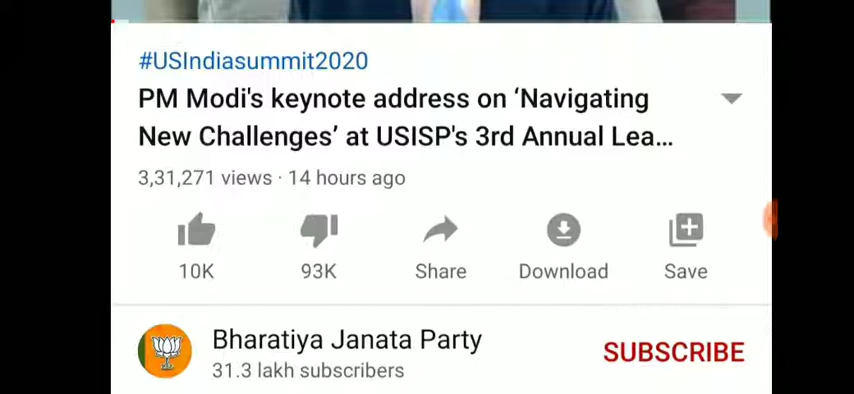 #USIndiasummit2020
PM Modi's keynote address on ‘Navigating
New Challenges’ at USISP's 3rd Annual Lea...
3,31,271 views · 14 hours ago
10K 93K Share Download Save
Bharatiya Janata Party
31.3 lakh subscribers
SUBSCRIBE